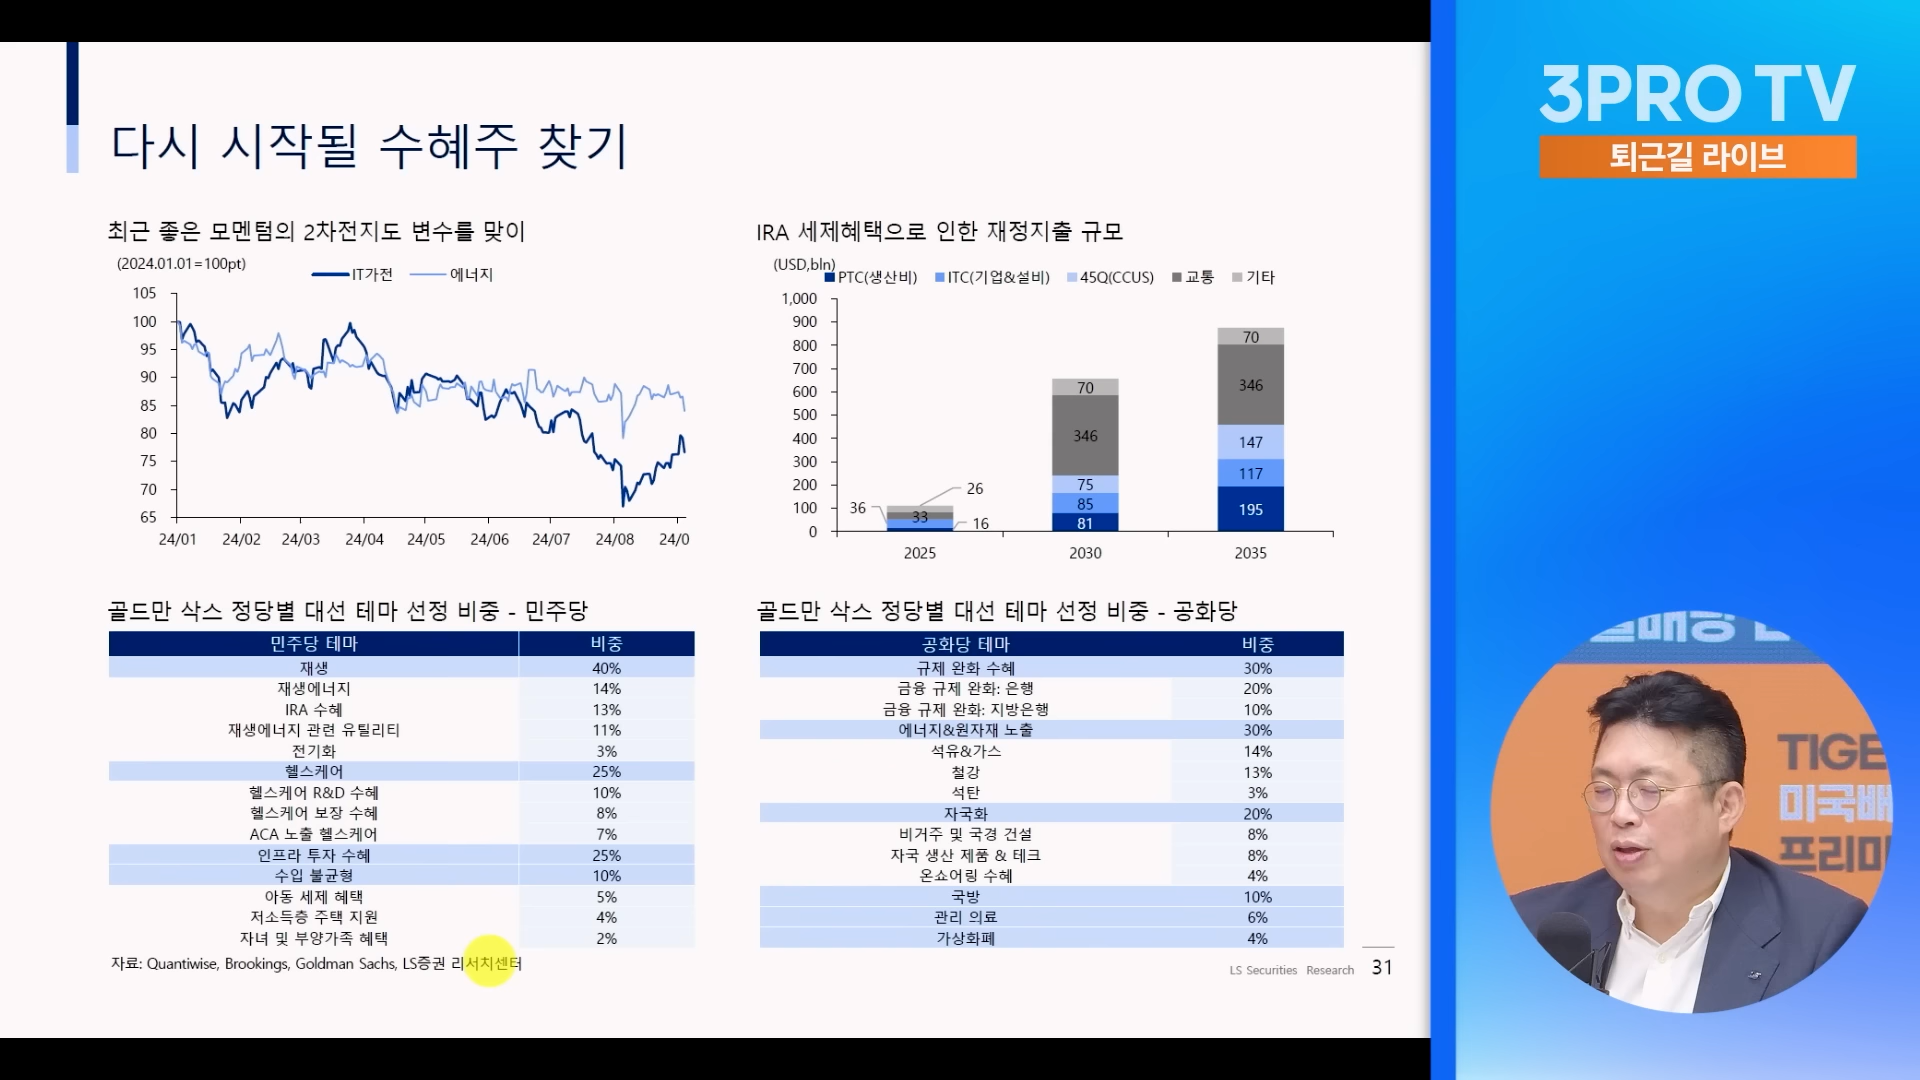 3PRO TV
퇴근길 라이브
다시 시작될 수혜주 찾기
최근 좋은 모멘텀의 2차전지도 변수를 맞이
(2024.01.01=100pt)
IT가전 에너지
105
100
95
90
85
80
75
70
65
24/01 24/02 24/03 24/04 24/05 24/06 24/07 24/08 24/0
IRA 세제혜택으로 인한 재정지출 규모
(USD,bln)
PTC(생산비) ITC(기업&설비) 45Q(CCUS) 교통 기타
1,000
900
800
700
600
500
400
300
200
100
0
36 33 26 16
70
346
75
85
81
70
346
147
117
195
2025 2030 2035
골드만 삭스 정당별 대선 테마 선정 비중 - 민주당
민주당 테마 비중
재생 40%
재생에너지 14%
IRA 수혜 13%
재생에너지 관련 유틸리티 11%
전기화 3%
헬스케어 25%
헬스케어 R&D 수혜 10%
헬스케어 보장 수혜 8%
ACA 노출 헬스케어 7%
인프라 투자 수혜 25%
수입 불균형 10%
아동 세제 혜택 5%
저소득층 주택 지원 4%
자녀 및 부양가족 혜택 2%
자료: Quantiwise, Brookings, Goldman Sachs, LS증권 리서치센터
골드만 삭스 정당별 대선 테마 선정 비중 - 공화당
공화당 테마 비중
규제 완화 수혜 30%
금융 규제 완화: 은행 20%
금융 규제 완화: 지방은행 10%
에너지&원자재 노출 30%
석유&가스 14%
철강 13%
석탄 3%
자국화 20%
비거주 및 국경 건설 8%
자국 생산 제품 & 테크 8%
온쇼어링 수혜 4%
국방 10%
관리 의료 6%
가상화폐 4%
LS Securities Research 31
TIGE
미국배
프리미